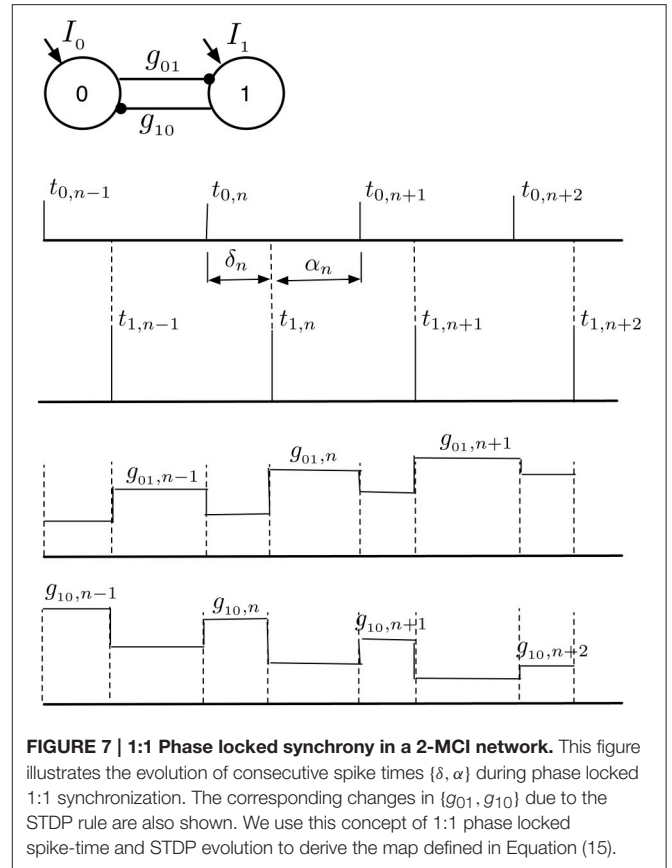 I₀ I₁
g₀₁
0 1
g₁₀
t₀,ₙ₋₁ t₀,ₙ t₀,ₙ₊₁ t₀,ₙ₊₂
δₙ αₙ
t₁,ₙ₋₁ t₁,ₙ t₁,ₙ₊₁ t₁,ₙ₊₂
g₀₁,n−1 g₀₁,n g₀₁,n+1
g₁₀,n−1 g₁₀,n g₁₀,n+1 g₁₀,n+2
FIGURE 7 | 1:1 Phase locked synchrony in a 2-MCI network. This figure
illustrates the evolution of consecutive spike times {δ, α} during phase locked
1:1 synchronization. The corresponding changes in {g₀₁, g₁₀} due to the
STDP rule are also shown. We use this concept of 1:1 phase locked
spike-time and STDP evolution to derive the map defined in Equation (15).